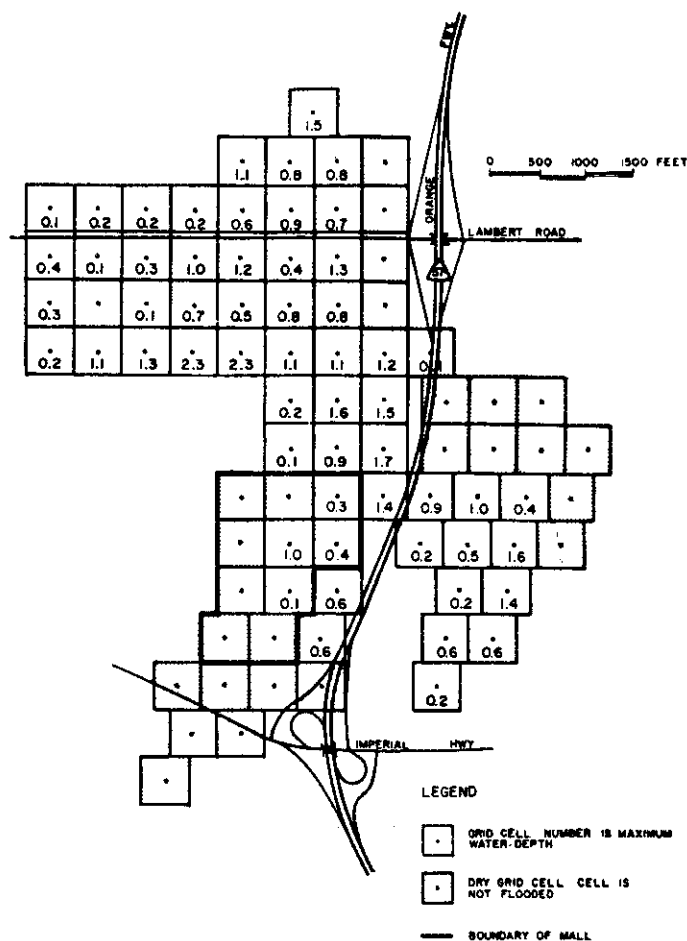 FWY.
1.5
0 500 1000 1500 FEET
1.1 0.8 0.8
ORANGE
0.1 0.2 0.2 0.2 0.6 0.9 0.7
LAMBERT ROAD
0.4 0.1 0.3 1.0 1.2 0.4 1.3
57
0.3 0.1 0.7 0.5 0.8 0.8
0.2 1.1 1.3 2.3 2.3 1.1 1.1 1.2
0.2 1.6 1.5
0.1 0.9 1.7
0.3 1.4 0.9 1.0 0.4
1.0 0.4 0.2 0.5 1.6
0.1 0.6 0.2 1.4
0.6 0.6 0.6
0.2
IMPERIAL HWY
LEGEND
GRID CELL NUMBER IS MAXIMUM
WATER-DEPTH
DRY GRID CELL CELL IS
NOT FLOODED
BOUNDARY OF MALL